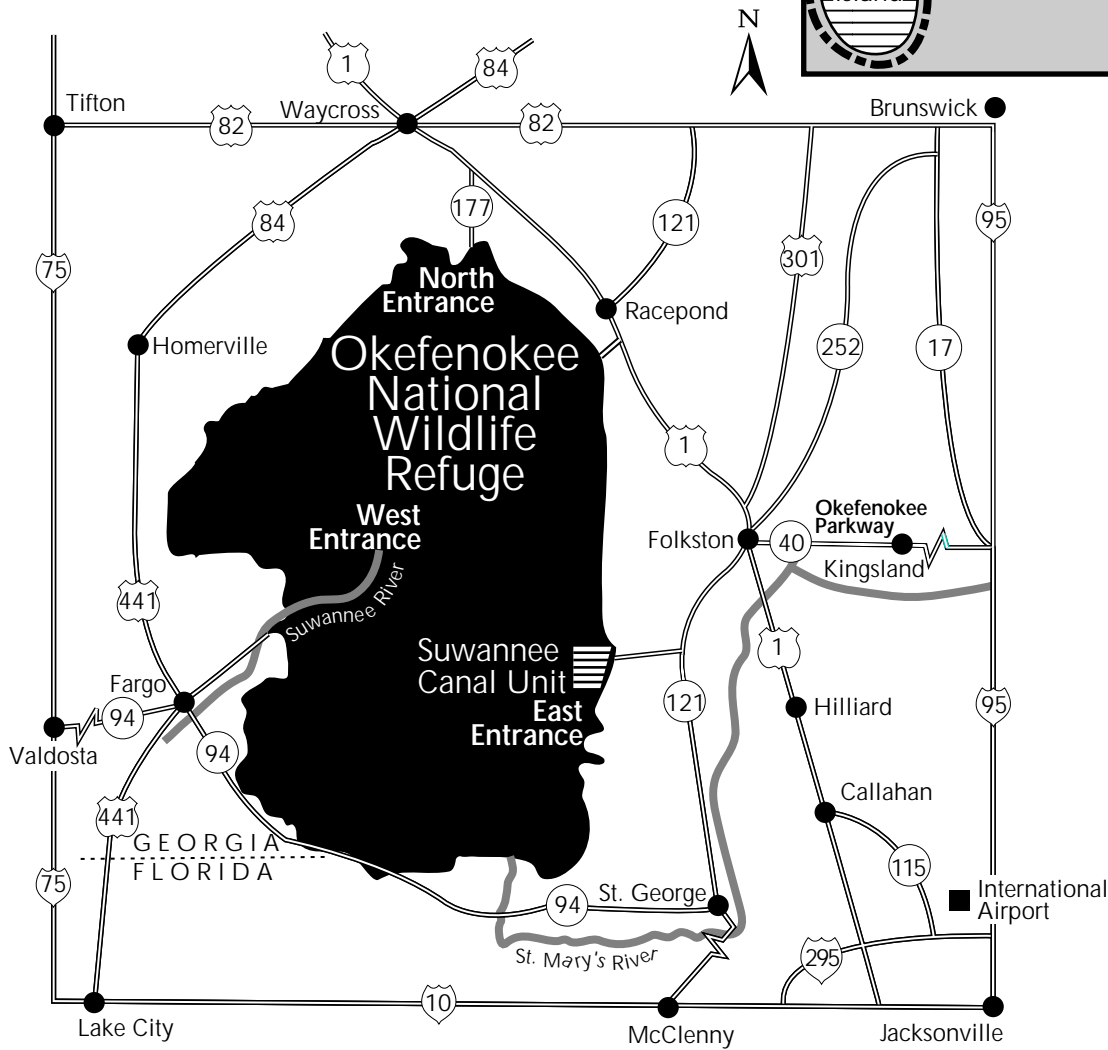 N
1
84
Tifton
Waycross
Brunswick
82
82
177
121
84
95
75
301
North
Entrance
Racepond
Homerville
252
17
Okefenokee
National
Wildlife
Refuge
1
West
Entrance
Okefenokee
Parkway
Folkston
40
Kingsland
441
Suwannee River
Suwannee
Canal Unit
1
Fargo
94
121
95
East
Entrance
Hilliard
Valdosta
94
Callahan
441
GEORGIA
FLORIDA
115
75
St. George
94
International
Airport
St. Mary's River
295
10
Lake City
McClenny
Jacksonville